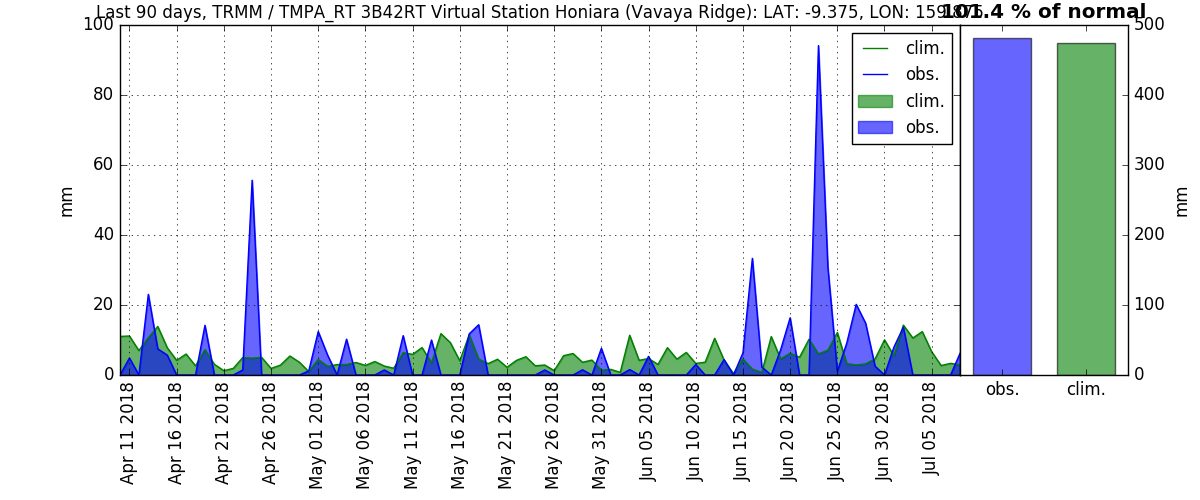 Last 90 days, TRMM / TMPA_RT 3B42RT Virtual Station Honiara (Vavaya Ridge): LAT: -9.375, LON:
101.4 % of normal
100
80
60
40
20
0
mm
clim.
obs.
clim.
obs.
500
400
300
200
100
0
mm
obs.
clim.
Apr 11 2018
Apr 16 2018
Apr 21 2018
Apr 26 2018
May 01 2018
May 06 2018
May 11 2018
May 16 2018
May 21 2018
May 26 2018
May 31 2018
Jun 05 2018
Jun 10 2018
Jun 15 2018
Jun 20 2018
Jun 25 2018
Jun 30 2018
Jul 05 2018